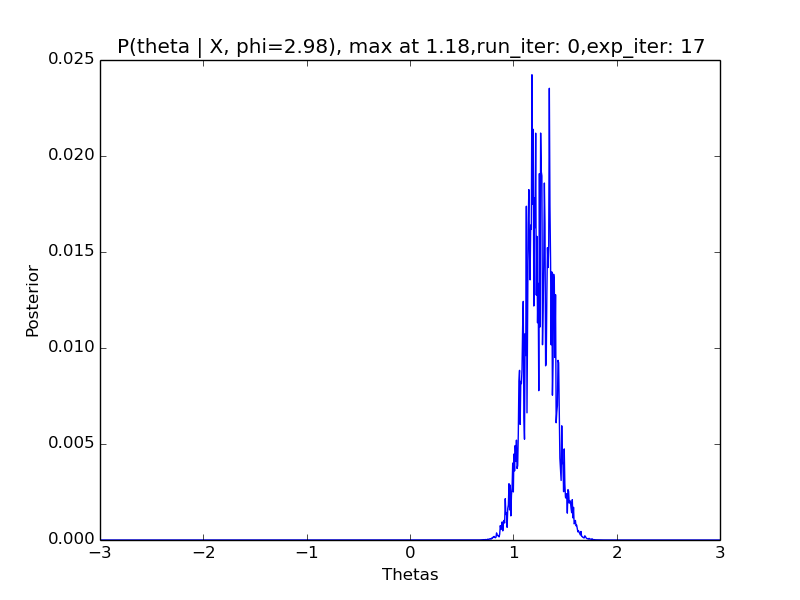 P(theta | X, phi=2.98), max at 1.18,run_iter: 0,exp_iter: 17
0.025
0.020
0.015
0.010
0.005
0.000
Posterior
−3 −2 −1 0 1 2 3
Thetas